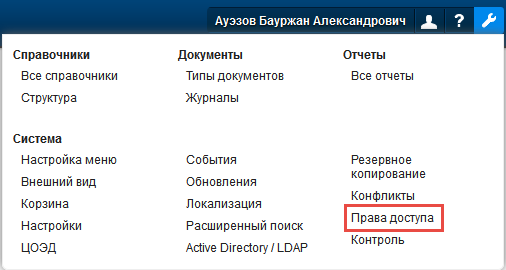 Ауэзов Бауржан Александрович ?
Справочники Документы Отчеты
Все справочники Типы документов Все отчеты
Структура Журналы
Система
Настройка меню События Резервное
копирование
Внешний вид Обновления
Конфликты
Корзина Локализация
Права доступа
Настройки Расширенный поиск
Контроль
ЦОЭД Active Directory / LDAP